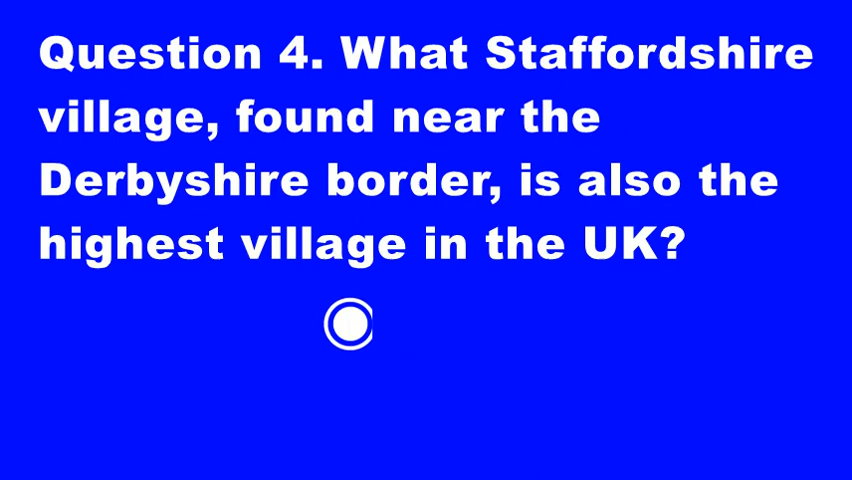 Question 4. What Staffordshire
village, found near the
Derbyshire border, is also the
highest village in the UK?